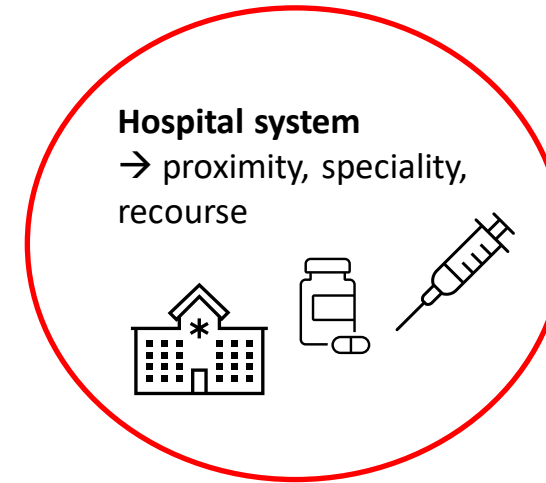 Hospital system
→ proximity, speciality,
recourse